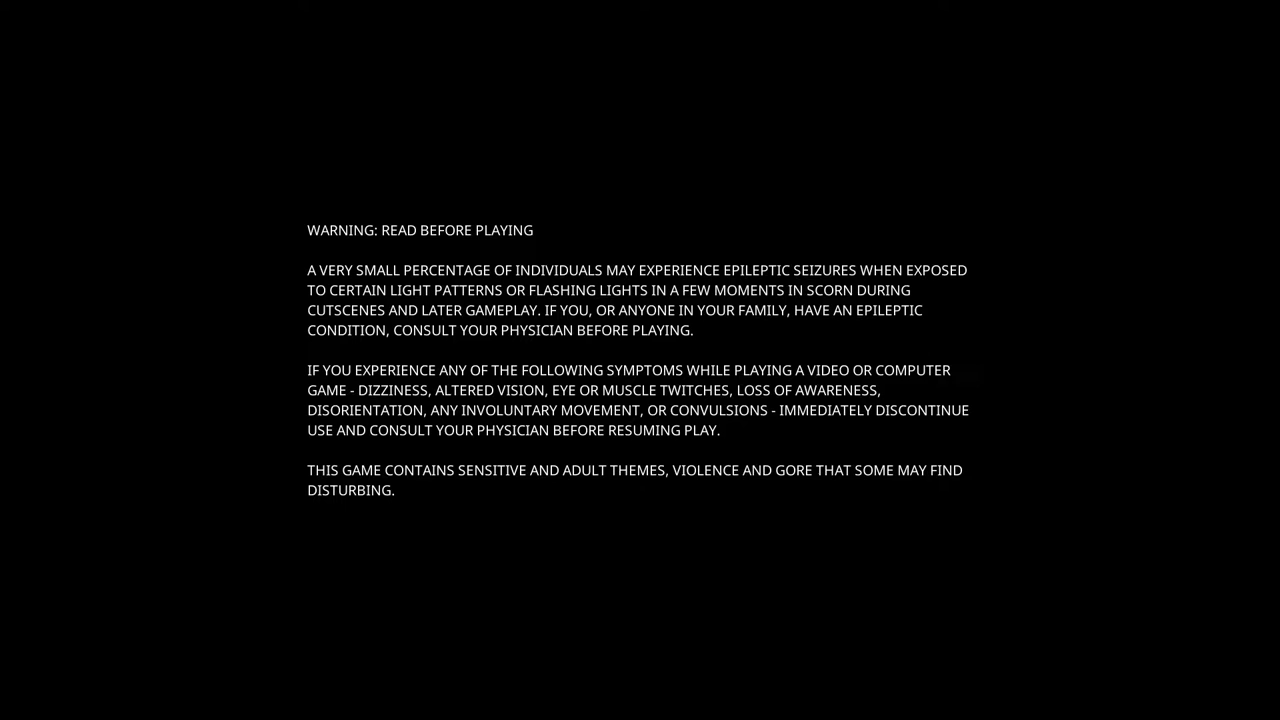 WARNING: READ BEFORE PLAYING
A VERY SMALL PERCENTAGE OF INDIVIDUALS MAY EXPERIENCE EPILEPTIC SEIZURES WHEN EXPOSED
TO CERTAIN LIGHT PATTERNS OR FLASHING LIGHTS IN A FEW MOMENTS IN SCORN DURING
CUTSCENES AND LATER GAMEPLAY. IF YOU, OR ANYONE IN YOUR FAMILY, HAVE AN EPILEPTIC
CONDITION, CONSULT YOUR PHYSICIAN BEFORE PLAYING.
IF YOU EXPERIENCE ANY OF THE FOLLOWING SYMPTOMS WHILE PLAYING A VIDEO OR COMPUTER
GAME - DIZZINESS, ALTERED VISION, EYE OR MUSCLE TWITCHES, LOSS OF AWARENESS,
DISORIENTATION, ANY INVOLUNTARY MOVEMENT, OR CONVULSIONS - IMMEDIATELY DISCONTINUE
USE AND CONSULT YOUR PHYSICIAN BEFORE RESUMING PLAY.
THIS GAME CONTAINS SENSITIVE AND ADULT THEMES, VIOLENCE AND GORE THAT SOME MAY FIND
DISTURBING.